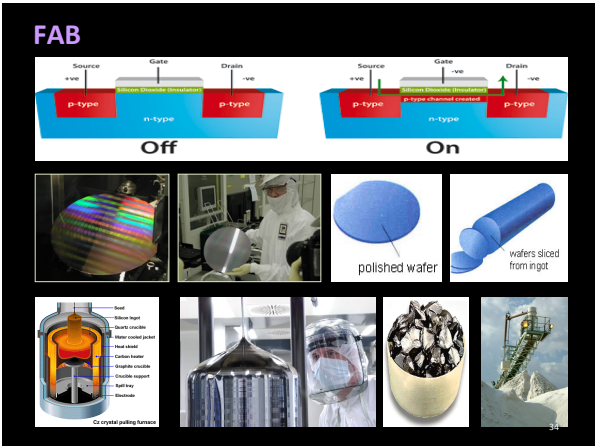 FAB
Source
Gate
Drain
+ve
-ve
Silicon Dioxide (Insulator)
p-type
p-type
n-type
Off
Source
Gate
Drain
+ve
-ve
-ve
Silicon Dioxide (Insulator)
p-type channel created
p-type
p-type
n-type
On
polished wafer
wafers sliced
from ingot
Seed
Silicon Ingot
Quartz crucible
Water cooled jacket
Heat shield
Carbon heater
Graphite crucible
Crucible support
Spill tray
Electrode
Cz crystal pulling furnace
34